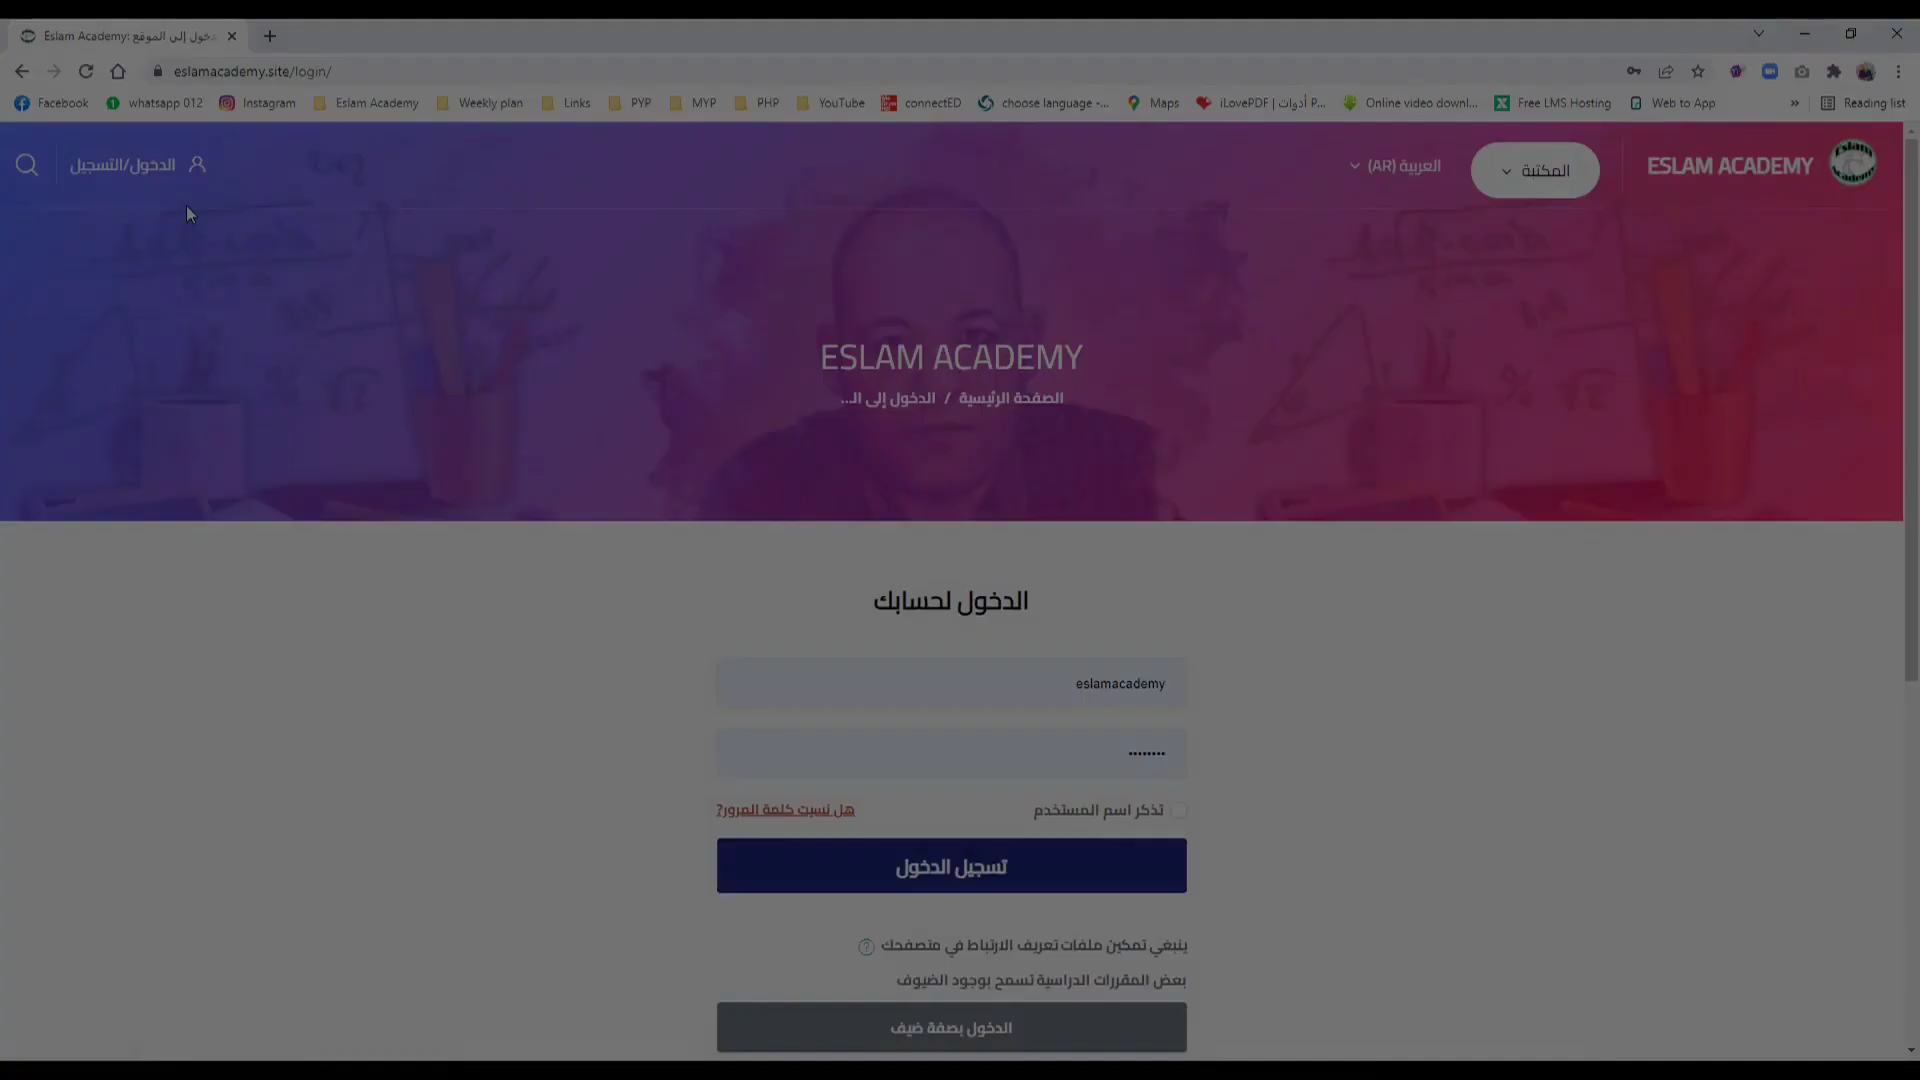 Eslam Academy: دخول إلى الموقع
eslamacademy.site/login/
Facebook
whatsapp 012
Instagram
Eslam Academy
Weekly plan
Links
PYP
MYP
PHP
YouTube
connectED
choose language -...
Maps
iLovePDF | أدوات P...
Online video downl...
Free LMS Hosting
Web to App
»
Reading list
ESLAM ACADEMY
المكتبة
العربية (AR)
الدخول/التسجيل
ESLAM ACADEMY
الصفحة الرئيسية / الدخول إلى الـ...
الدخول لحسابك
eslamacademy
••••••••
تذكر اسم المستخدم
هل نسيت كلمة المرور؟
تسجيل الدخول
ينبغي تمكين ملفات تعريف الارتباط في متصفحك
بعض المقررات الدراسية تسمح بوجود الضيوف
الدخول بصفة ضيف